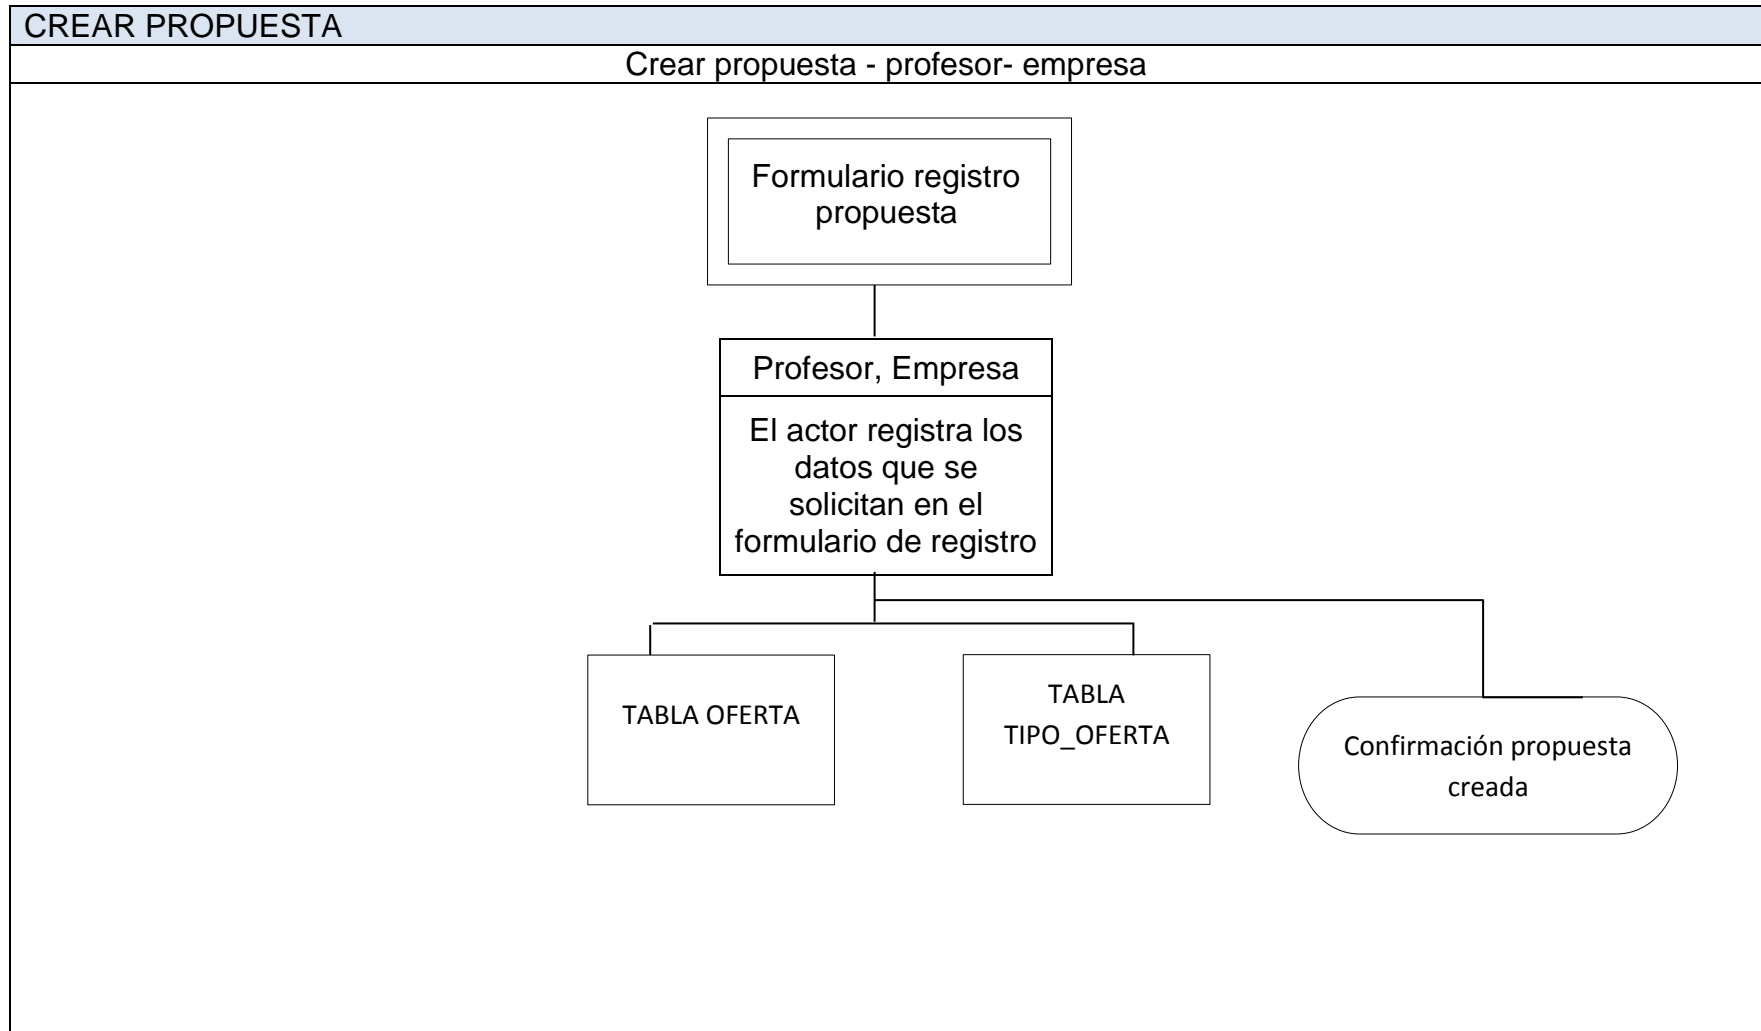 CREAR PROPUESTA
Crear propuesta - profesor- empresa
Formulario registro
propuesta
Profesor, Empresa
El actor registra los
datos que se
solicitan en el
formulario de registro
TABLA OFERTA
TABLA
TIPO_OFERTA
Confirmación propuesta
creada